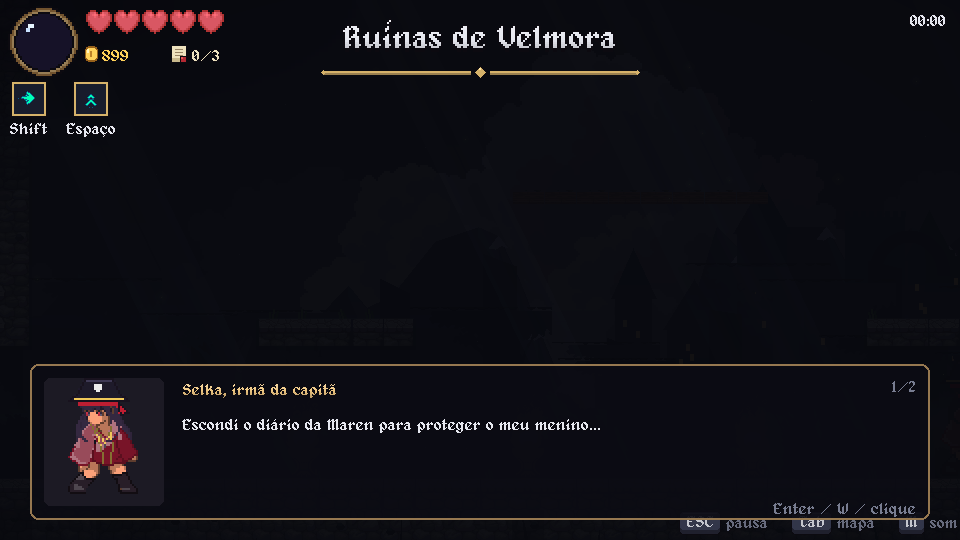 Ruínas de Velmora
00:00
899
0/3
Shift
Espaço
Selka, irmã da capitã
1/2
Escondi o diário da Maren para proteger o meu menino...
Enter / W / clique
ESC pausa
Tab mapa
M som